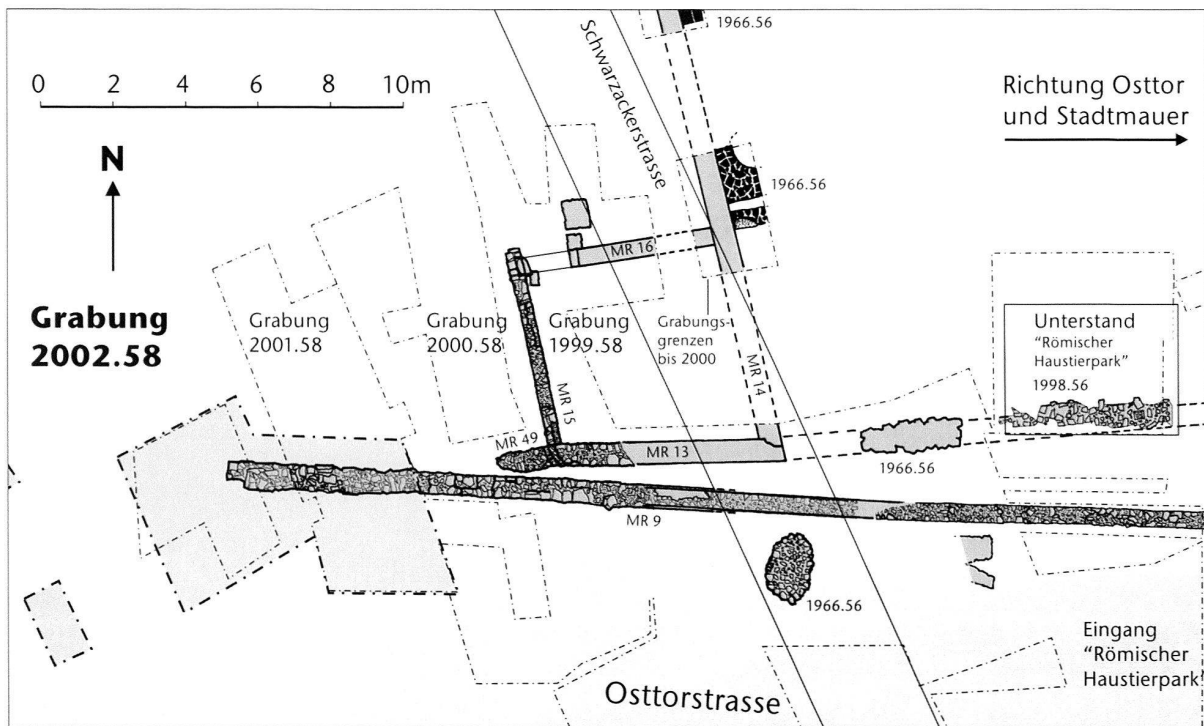 1966.56
Schwarzackerstrasse
0 2 4 6 8 10m
Richtung Osttor
und Stadtmauer
N
1966.56
MR 16
Grabung
2002.58
Grabung
2001.58
Grabung
2000.58
Grabung
1999.58
Grabungs-
grenzen
bis 2000
Unterstand
"Römischer
Haustierpark"
1998.56
MR 14
MR 15
MR 49
MR 13
1966.56
MR 9
1966.56
Eingang
"Römischer
Haustierpark"
Osttorstrasse